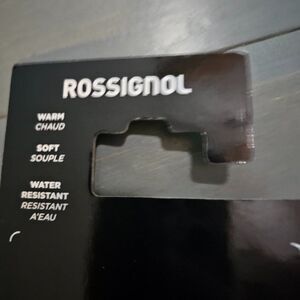 ROSSIGNOL
WARM
CHAUD
SOFT
SOUPLE
WATER
RESISTANT
RESISTANT
A'EAU